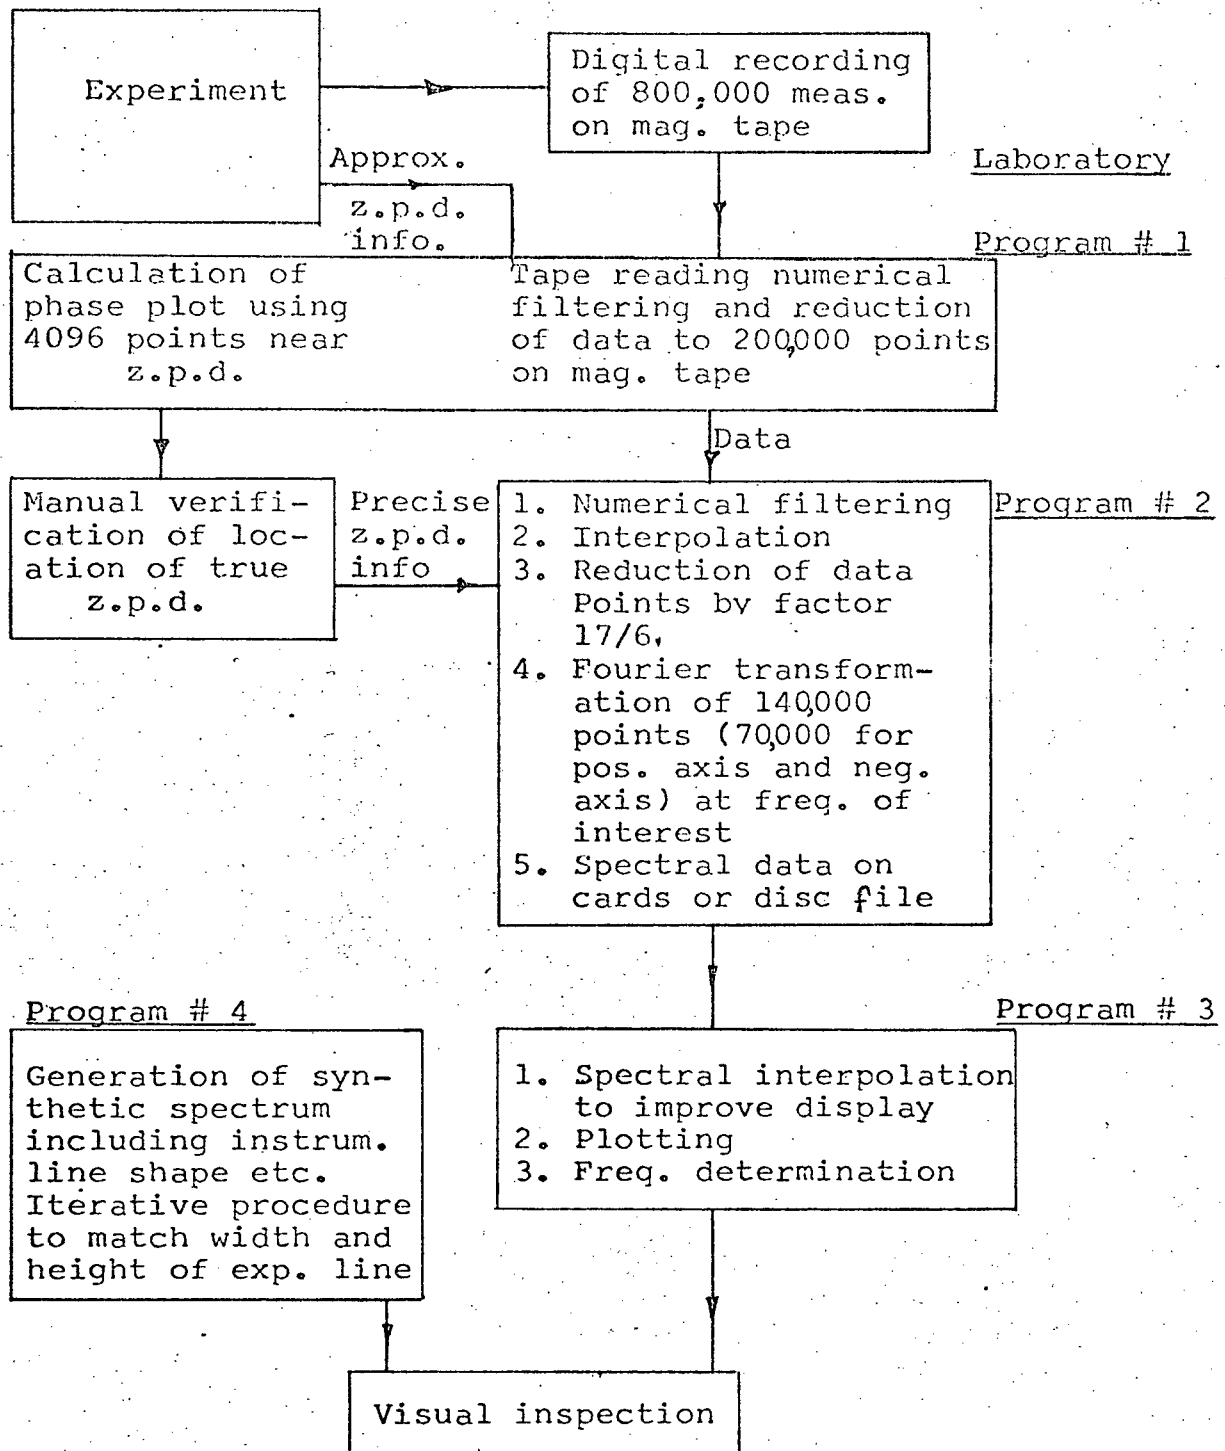 Experiment
Digital recording
of 800,000 meas.
on mag. tape
Approx.
z.p.d.
info.
Laboratory
Program # 1
Calculation of
phase plot using
4096 points near
z.p.d.
Tape reading numerical
filtering and reduction
of data to 200,000 points
on mag. tape
Data
Manual verifi-
cation of loc-
ation of true
z.p.d.
Precise
z.p.d.
info
Program # 2
1. Numerical filtering
2. Interpolation
3. Reduction of data
Points by factor
17/6.
4. Fourier transform-
ation of 140,000
points (70,000 for
pos. axis and neg.
axis) at freq. of
interest
5. Spectral data on
cards or disc file
Program # 4
Generation of syn-
thetic spectrum
including instrum.
line shape etc.
Iterative procedure
to match width and
height of exp. line
Program # 3
1. Spectral interpolation
to improve display
2. Plotting
3. Freq. determination
Visual inspection